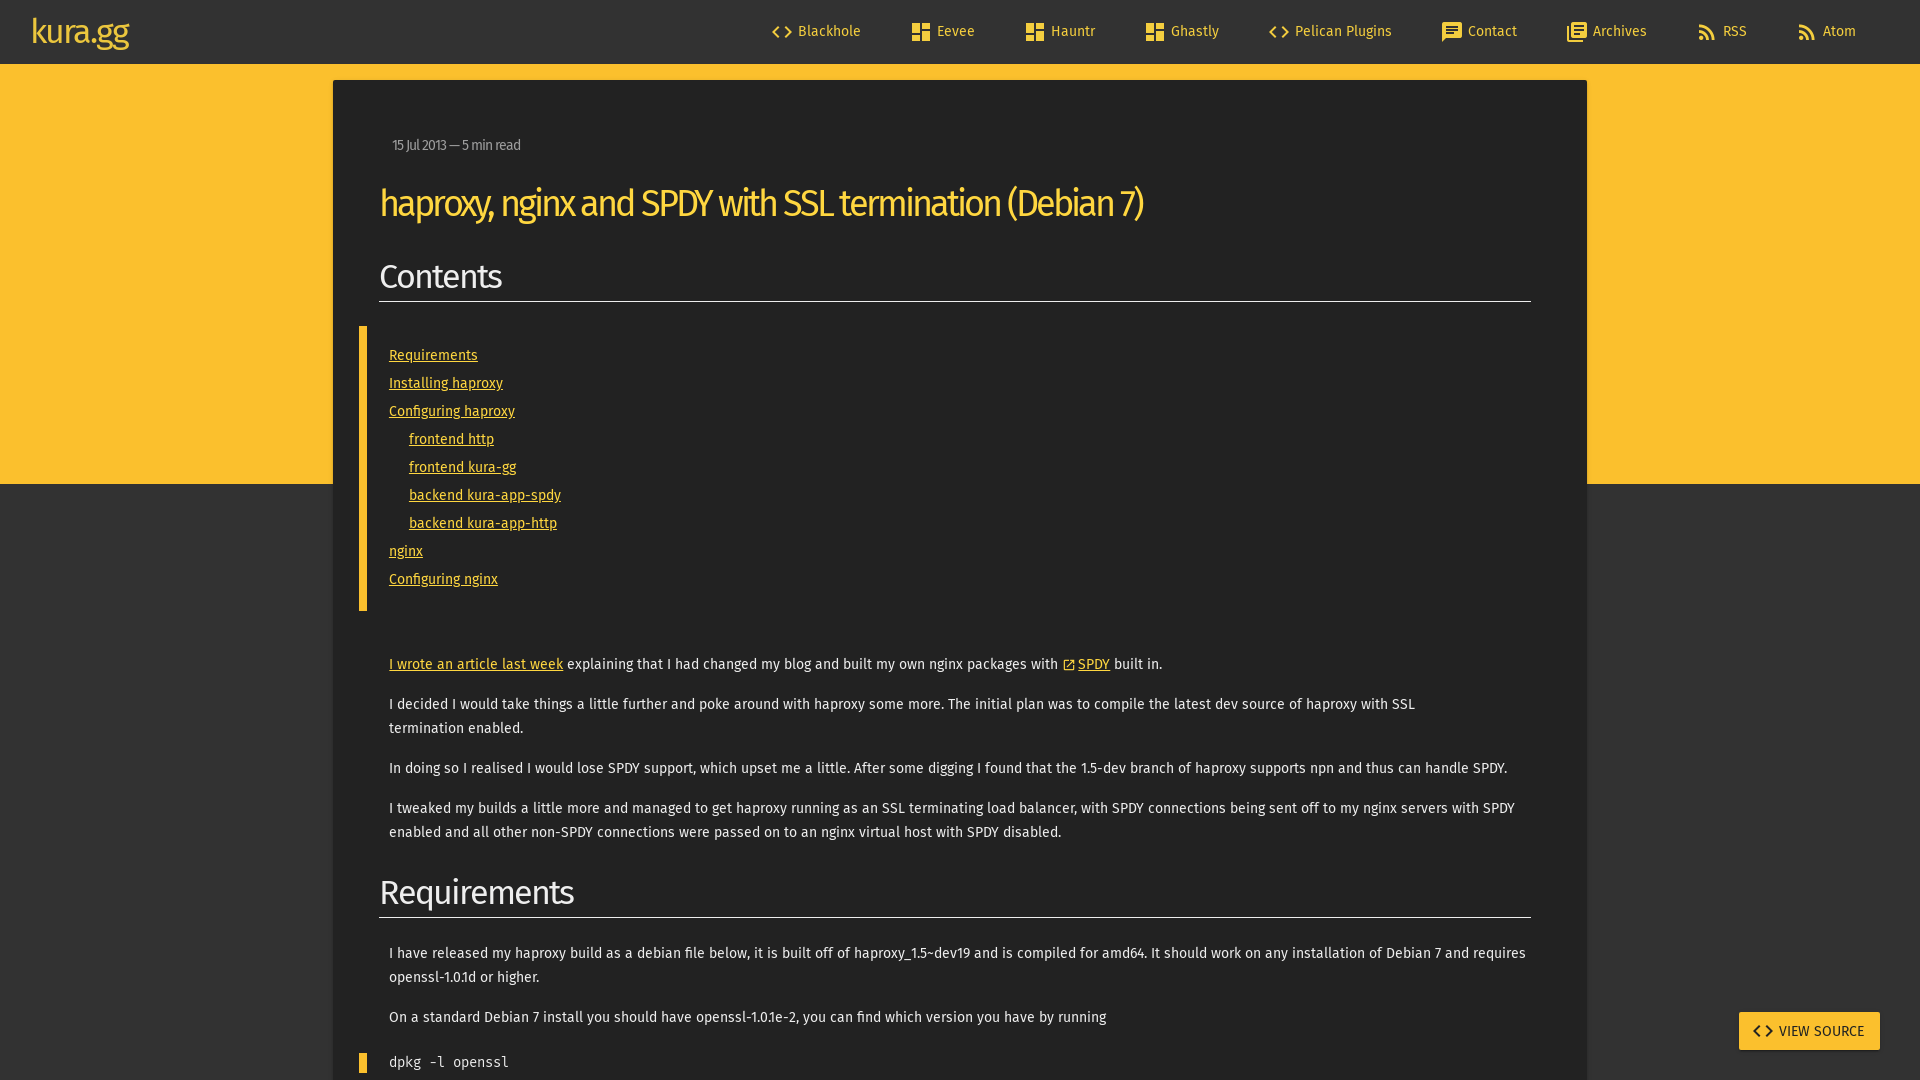 kura.gg
Blackhole
Eevee
Hauntr
Ghastly
Pelican Plugins
Contact
Archives
RSS
Atom
15 Jul 2013 — 5 min read
haproxy, nginx and SPDY with SSL termination (Debian 7)
Contents
Requirements
Installing haproxy
Configuring haproxy
frontend http
frontend kura-gg
backend kura-app-spdy
backend kura-app-http
nginx
Configuring nginx
I wrote an article last week explaining that I had changed my blog and built my own nginx packages with SPDY built in.
I decided I would take things a little further and poke around with haproxy some more. The initial plan was to compile the latest dev source of haproxy with SSL
termination enabled.
In doing so I realised I would lose SPDY support, which upset me a little. After some digging I found that the 1.5-dev branch of haproxy supports npn and thus can handle SPDY.
I tweaked my builds a little more and managed to get haproxy running as an SSL terminating load balancer, with SPDY connections being sent off to my nginx servers with SPDY
enabled and all other non-SPDY connections were passed on to an nginx virtual host with SPDY disabled.
Requirements
I have released my haproxy build as a debian file below, it is built off of haproxy_1.5~dev19 and is compiled for amd64. It should work on any installation of Debian 7 and requires
openssl-1.0.1d or higher.
On a standard Debian 7 install you should have openssl-1.0.1e-2, you can find which version you have by running
dpkg -l openssl
VIEW SOURCE